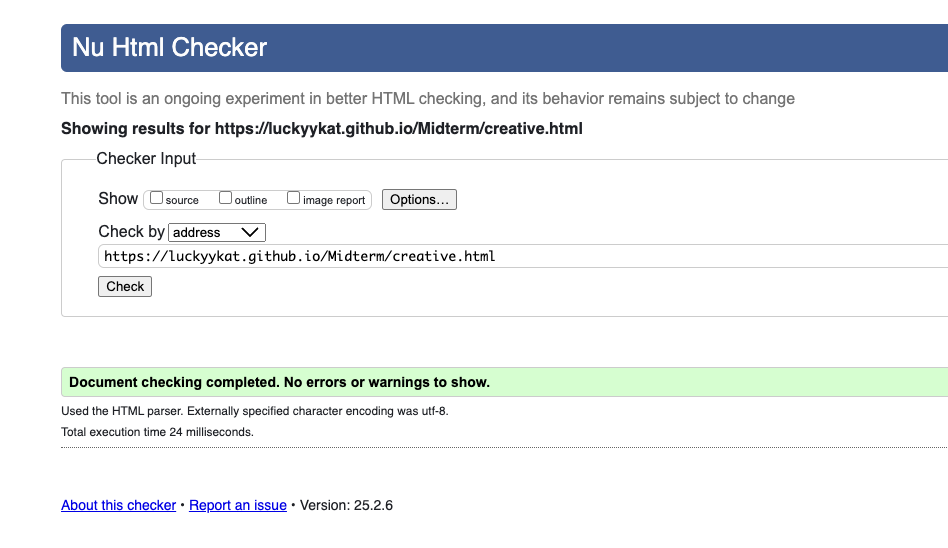 Nu Html Checker
This tool is an ongoing experiment in better HTML checking, and its behavior remains subject to change
Showing results for https://luckyykat.github.io/Midterm/creative.html
Checker Input
Show source outline image report Options...
Check by address
https://luckyykat.github.io/Midterm/creative.html
Check
Document checking completed. No errors or warnings to show.
Used the HTML parser. Externally specified character encoding was utf-8.
Total execution time 24 milliseconds.
About this checker • Report an issue • Version: 25.2.6